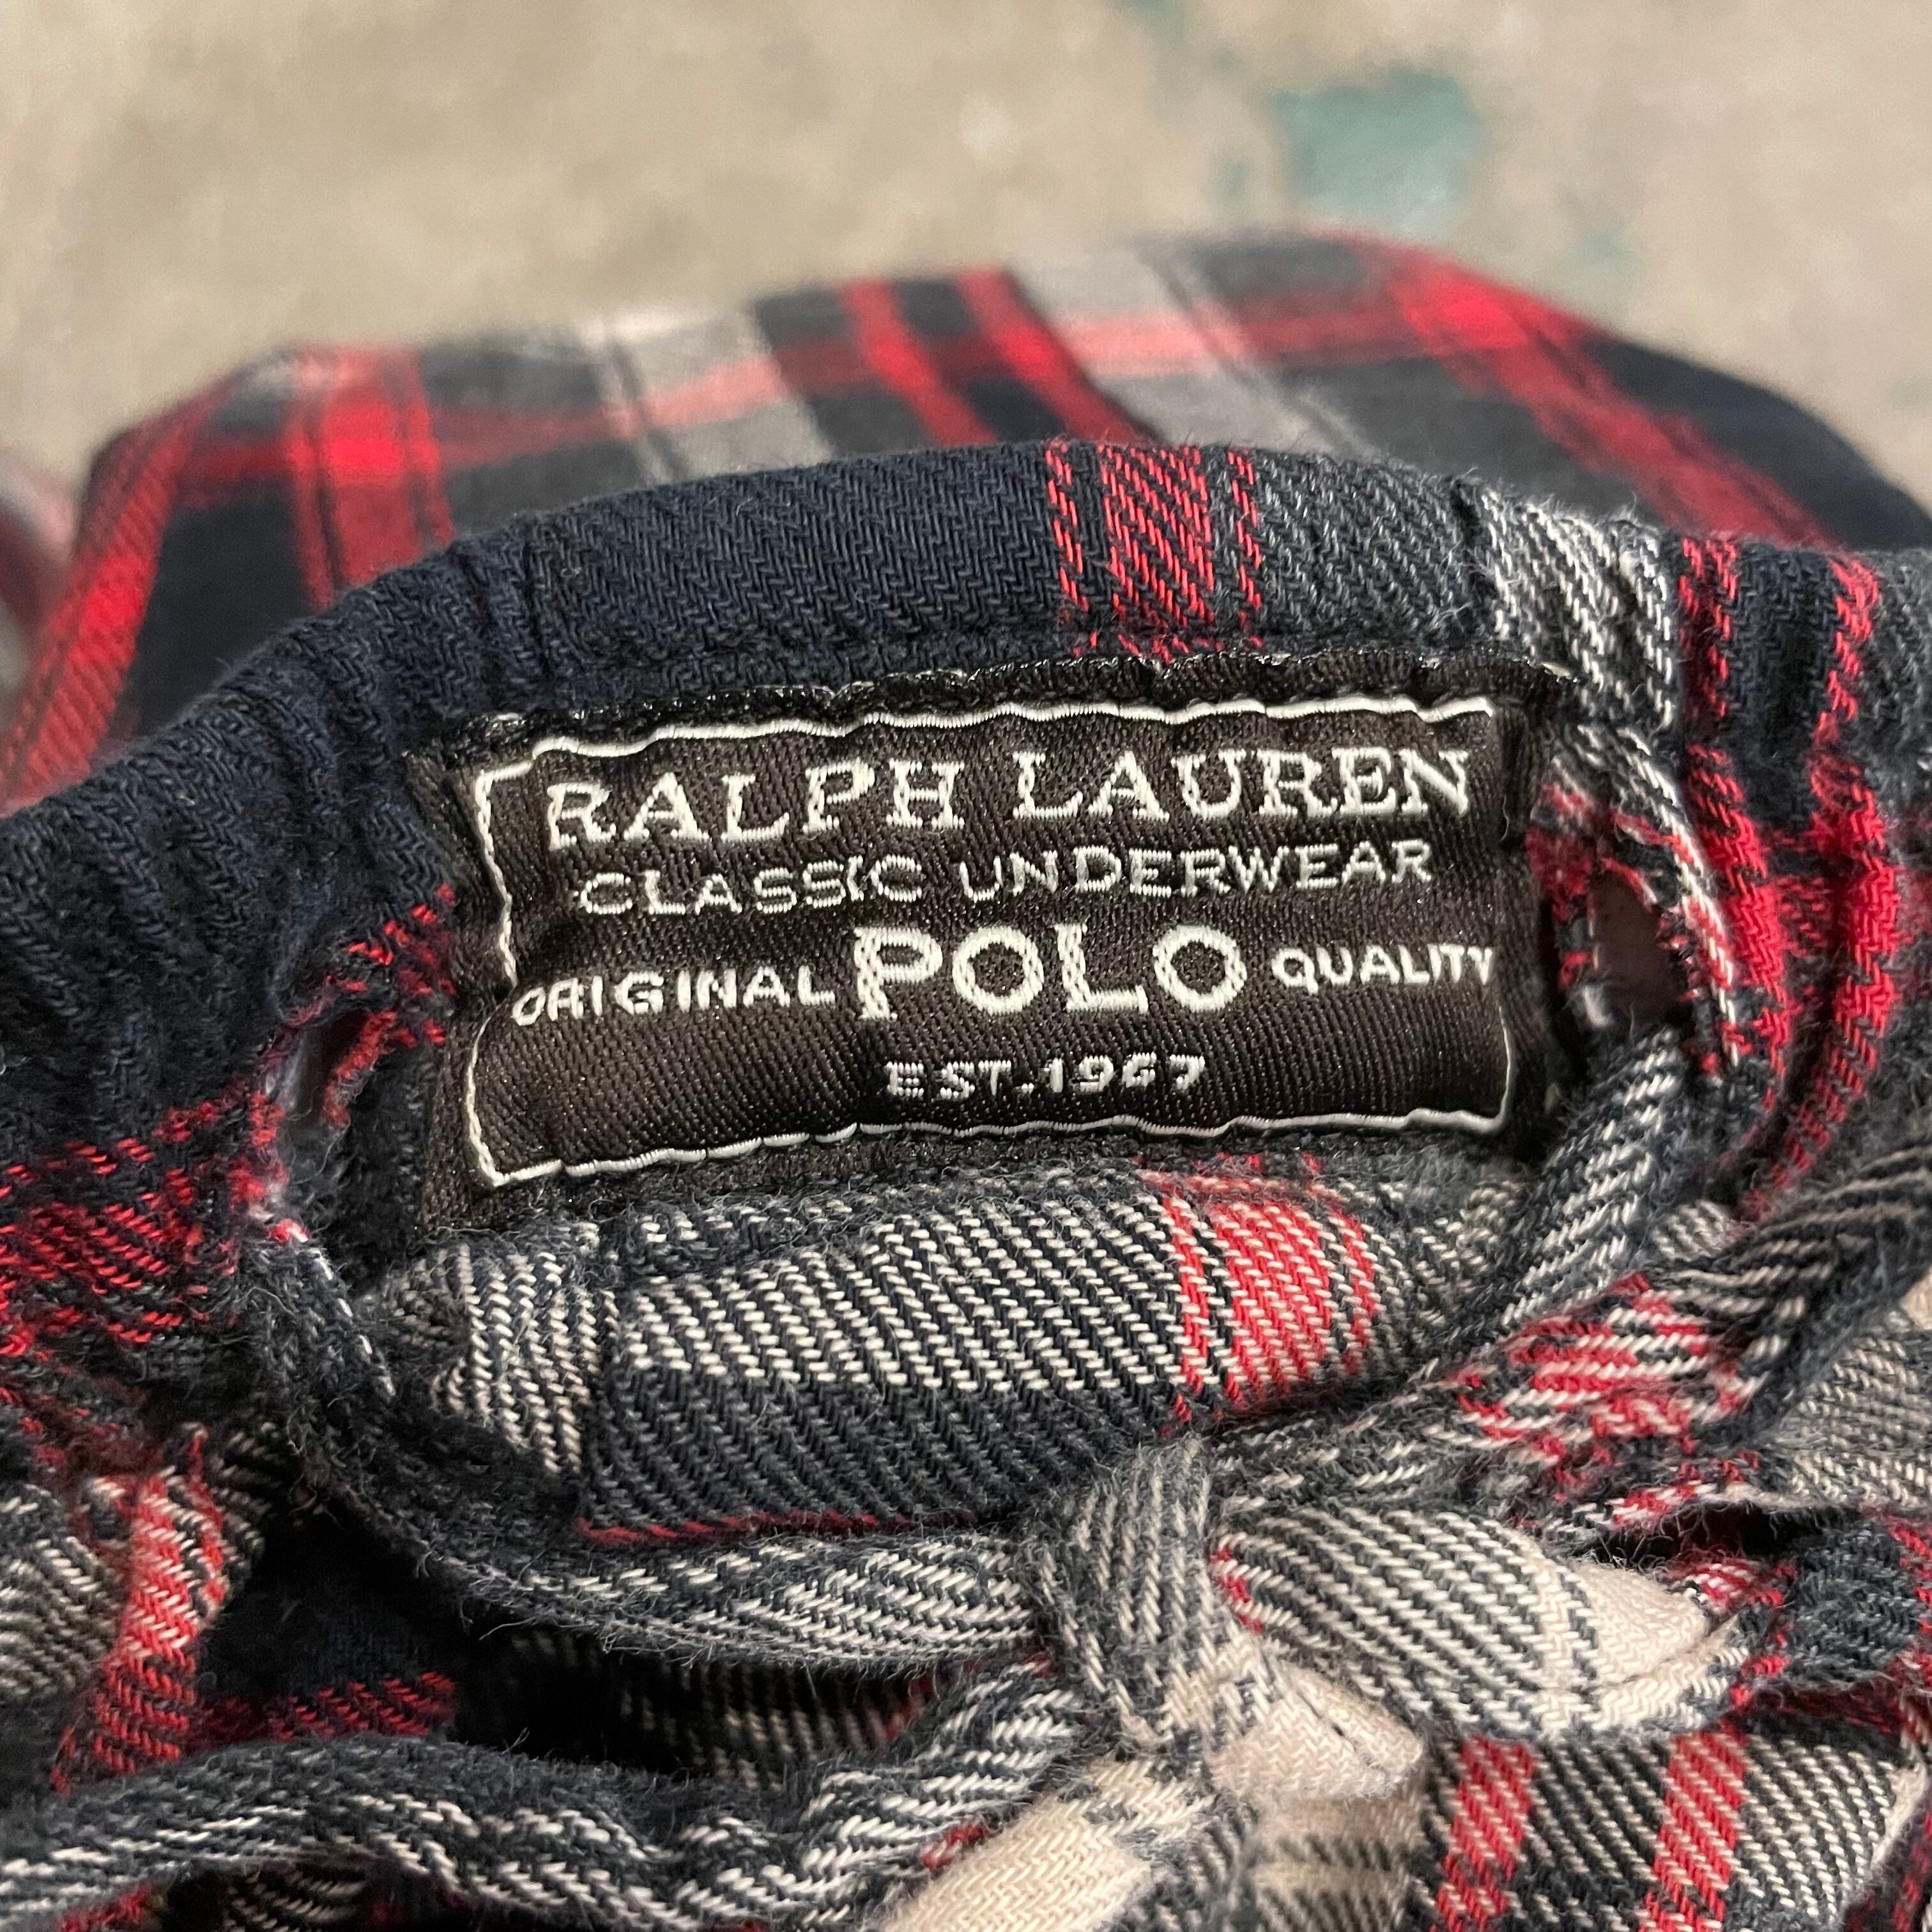 RALPH LAUREN
CLASSIC UNDERWEAR
ORIGINAL POLO QUALITY
EST. 1967